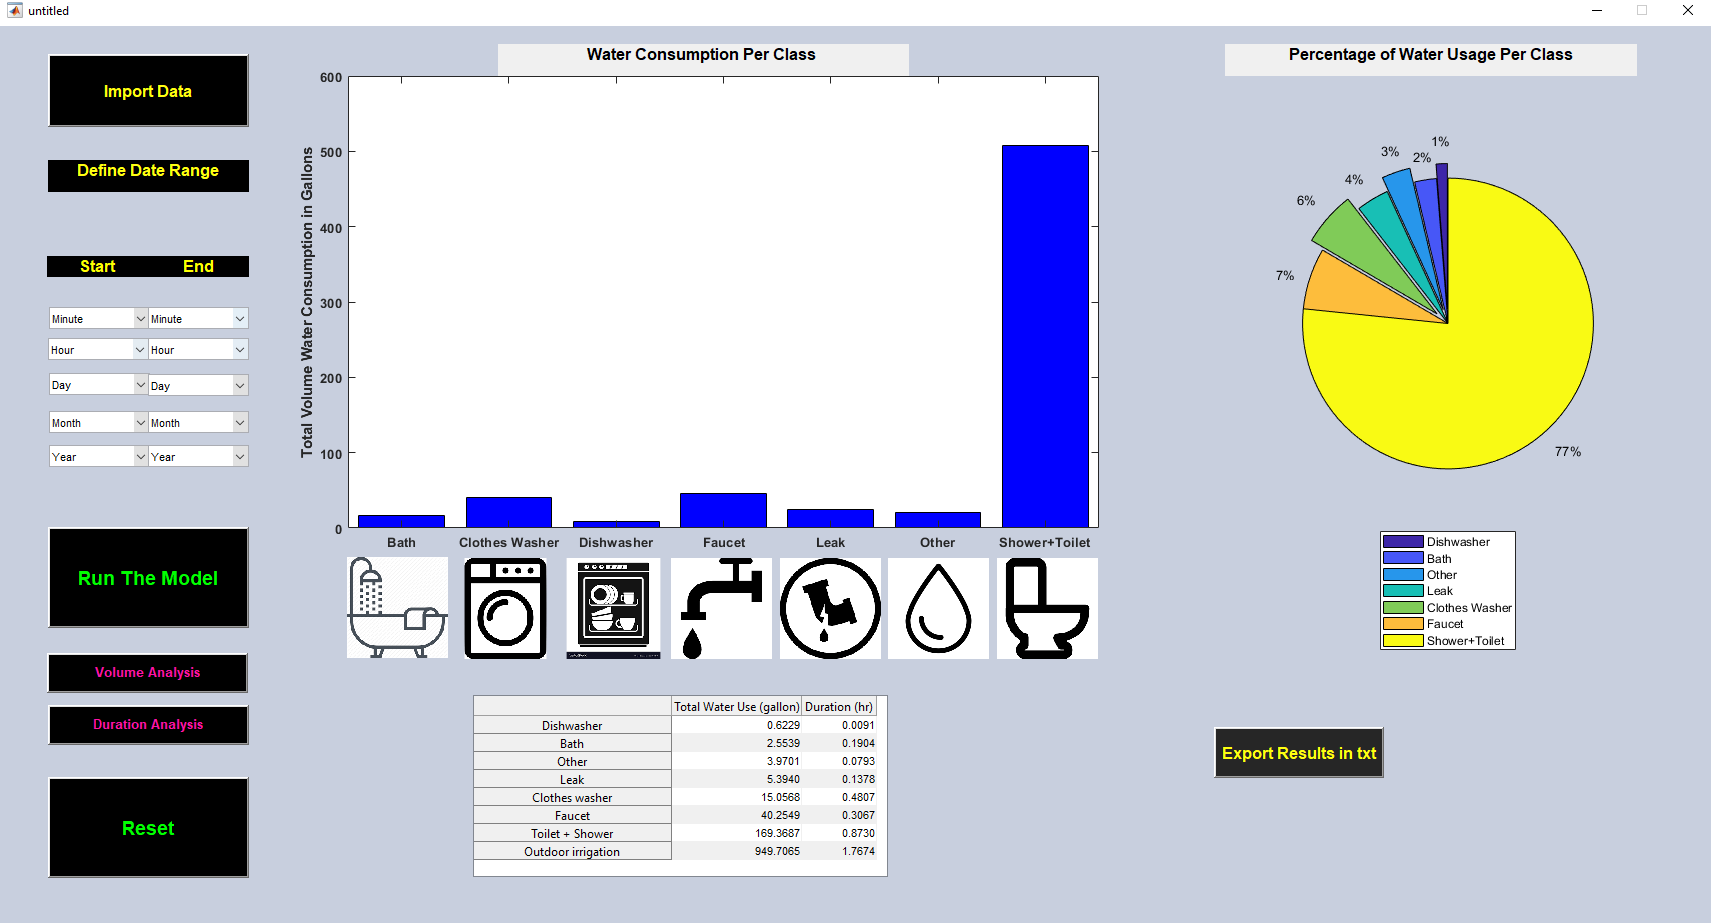 untitled
Import Data
Define Date Range
Start End
Minute Minute
Hour Hour
Day Day
Month Month
Year Year
Run The Model
Volume Analysis
Duration Analysis
Reset
Water Consumption Per Class
Total Volume Water Consumption in Gallons
600
500
400
300
200
100
0
Bath Clothes Washer Dishwasher Faucet Leak Other Shower+Toilet
Total Water Use (gallon) Duration (hr)
Dishwasher 0.6229 0.0091
Bath 2.5539 0.1904
Other 3.9701 0.0793
Leak 5.3940 0.1378
Clothes washer 15.0568 0.4807
Faucet 40.2549 0.3067
Toilet + Shower 169.3687 0.8730
Outdoor irrigation 949.7065 1.7674
Percentage of Water Usage Per Class
1%
2%
3%
4%
6%
7%
77%
Dishwasher
Bath
Other
Leak
Clothes Washer
Faucet
Shower+Toilet
Export Results in txt